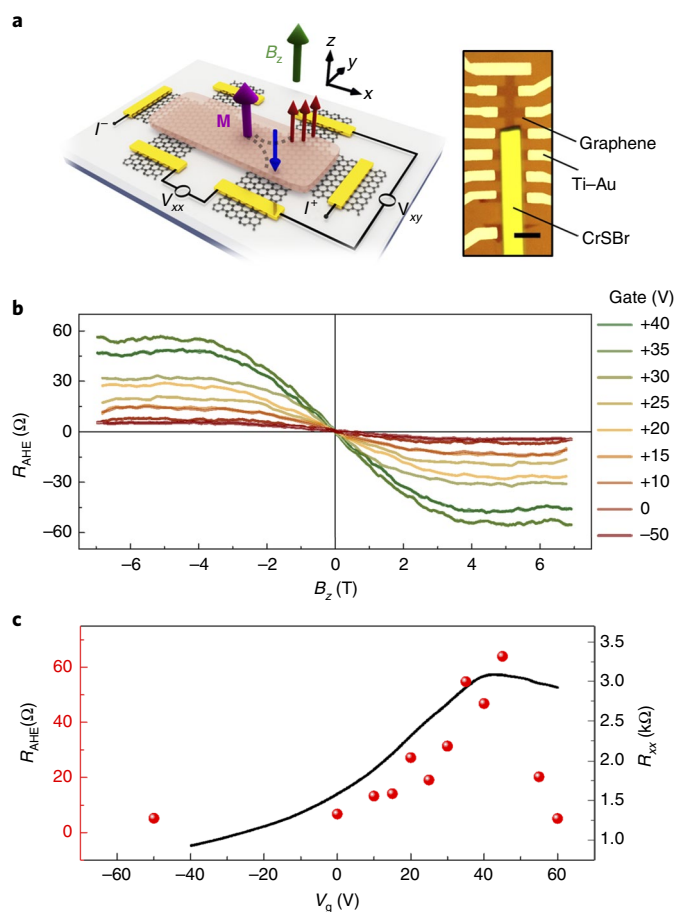 a
B_z
z
y
x
M
I⁻
V_xx
I⁺
V_xy
Graphene
Ti–Au
CrSBr
b
Gate (V)
60
30
0
−30
−60
R_AHE (Ω)
−6 −4 −2 0 2 4 6
B_z (T)
+40
+35
+30
+25
+20
+15
+10
0
−50
c
60
40
20
0
R_AHE(Ω)
3.5
3.0
2.5
2.0
1.5
1.0
R_xx (kΩ)
−60 −40 −20 0 20 40 60
V_g (V)